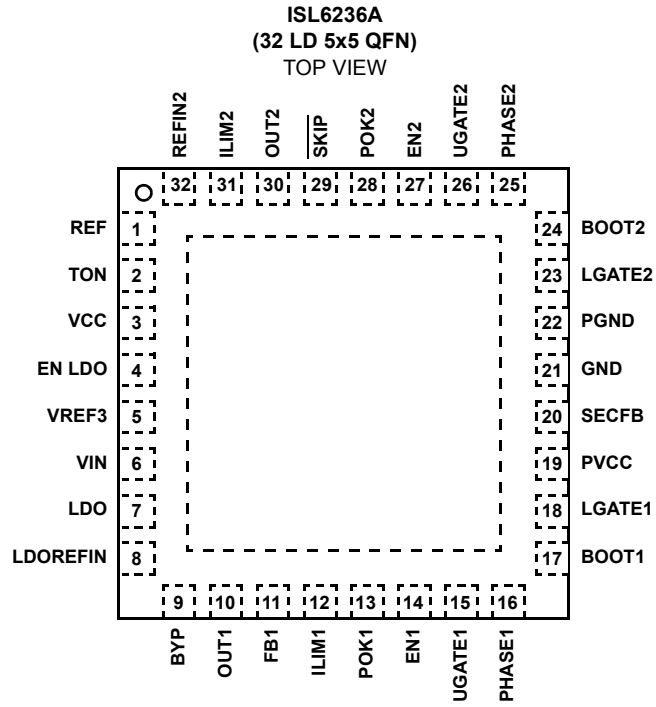 ISL6236A
(32 LD 5x5 QFN)
TOP VIEW
REFIN2
ILIM2
OUT2
SKIP
POK2
EN2
UGATE2
PHASE2
32 31 30 29 28 27 26 25
REF 1
TON 2
VCC 3
EN LDO 4
VREF3 5
VIN 6
LDO 7
LDOREFIN 8
24 BOOT2
23 LGATE2
22 PGND
21 GND
20 SECFB
19 PVCC
18 LGATE1
17 BOOT1
9 10 11 12 13 14 15 16
BYP
OUT1
FB1
ILIM1
POK1
EN1
UGATE1
PHASE1